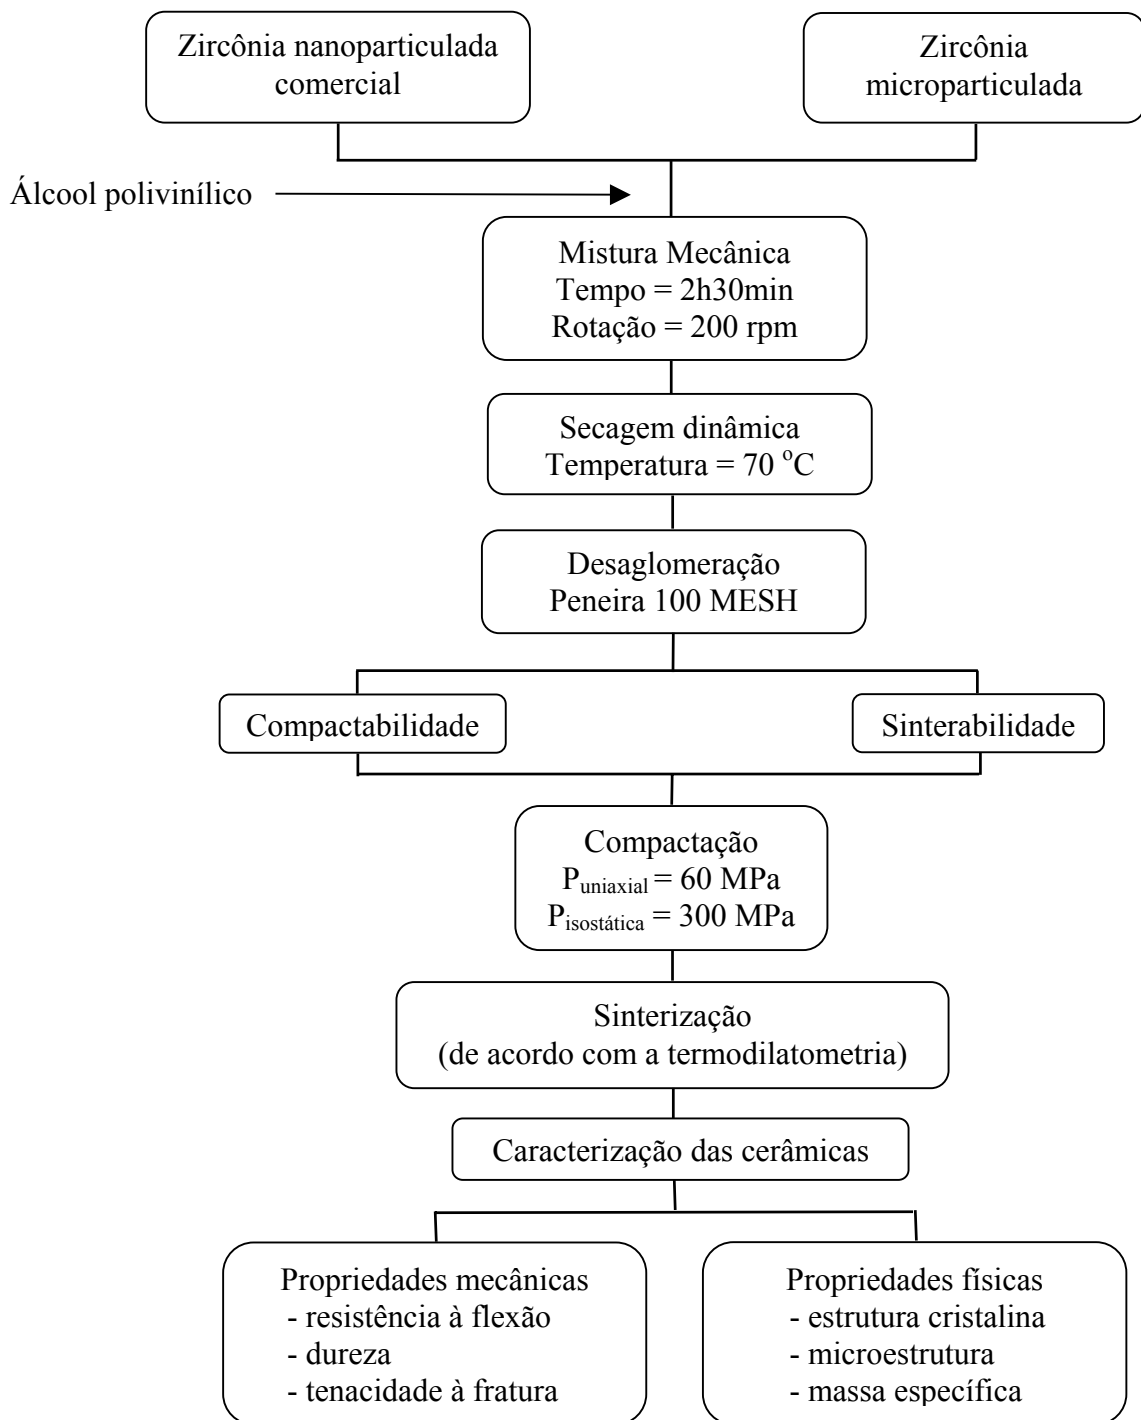 Zircônia nanoparticulada
comercial
Zircônia
microparticulada
Álcool polivinílico
Mistura Mecânica
Tempo = 2h30min
Rotação = 200 rpm
Secagem dinâmica
Temperatura = 70 °C
Desaglomeração
Peneira 100 MESH
Compactabilidade
Sinterabilidade
Compactação
Puniaxial = 60 MPa
Pisostática = 300 MPa
Sinterização
(de acordo com a termodilatometria)
Caracterização das cerâmicas
Propriedades mecânicas
- resistência à flexão
- dureza
- tenacidade à fratura
Propriedades físicas
- estrutura cristalina
- microestrutura
- massa específica